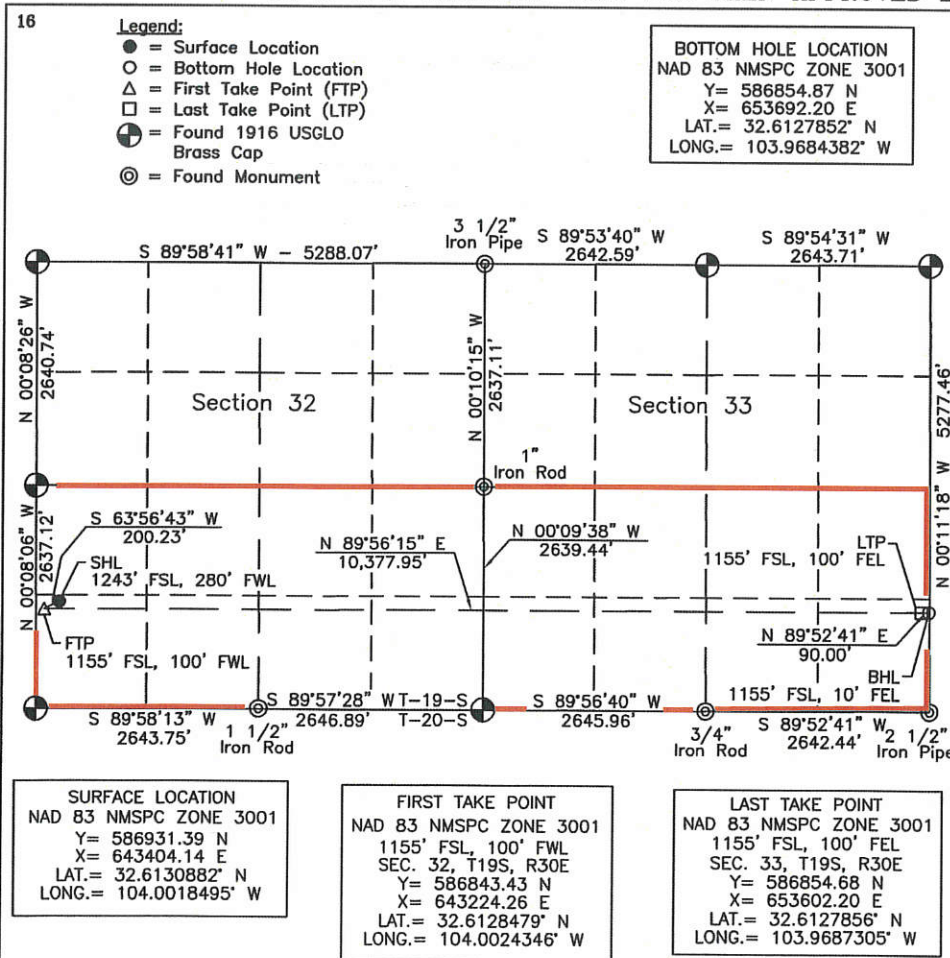 16
Legend:
● = Surface Location
○ = Bottom Hole Location
△ = First Take Point (FTP)
□ = Last Take Point (LTP)
= Found 1916 USGLO
Brass Cap
◎ = Found Monument
BOTTOM HOLE LOCATION
NAD 83 NMSPC ZONE 3001
Y= 586854.87 N
X= 653692.20 E
LAT.= 32.6127852° N
LONG.= 103.9684382° W
S 89°58'41" W - 5288.07'
3 1/2"
Iron Pipe
S 89°53'40" W
2642.59'
S 89°54'31" W
2643.71'
N 00°08'26" W
2640.74'
N 00°10'15" W
2637.11'
N 00°11'18" W 5277.46'
Section 32
Section 33
1"
Iron Rod
N 00°08'06" W
2637.12'
S 63°56'43" W
200.23'
SHL
1243' FSL, 280' FWL
N 89°56'15" E
10,377.95'
N 00°09'38" W
2639.44'
LTP
1155' FSL, 100' FEL
FTP
1155' FSL, 100' FWL
N 89°52'41" E
90.00'
BHL
1155' FSL, 10' FEL
S 89°58'13" W
2643.75'
1 1/2"
Iron Rod
S 89°57'28" W
2646.89'
T-19-S
T-20-S
S 89°56'40" W
2645.96'
3/4"
Iron Rod
S 89°52'41" W
2642.44'
2 1/2"
Iron Pipe
SURFACE LOCATION
NAD 83 NMSPC ZONE 3001
Y= 586931.39 N
X= 643404.14 E
LAT.= 32.6130882° N
LONG.= 104.0018495° W
FIRST TAKE POINT
NAD 83 NMSPC ZONE 3001
1155' FSL, 100' FWL
SEC. 32, T19S, R30E
Y= 586843.43 N
X= 643224.26 E
LAT.= 32.6128479° N
LONG.= 104.0024346° W
LAST TAKE POINT
NAD 83 NMSPC ZONE 3001
1155' FSL, 100' FEL
SEC. 33, T19S, R30E
Y= 586854.68 N
X= 653602.20 E
LAT.= 32.6127856° N
LONG.= 103.9687305° W